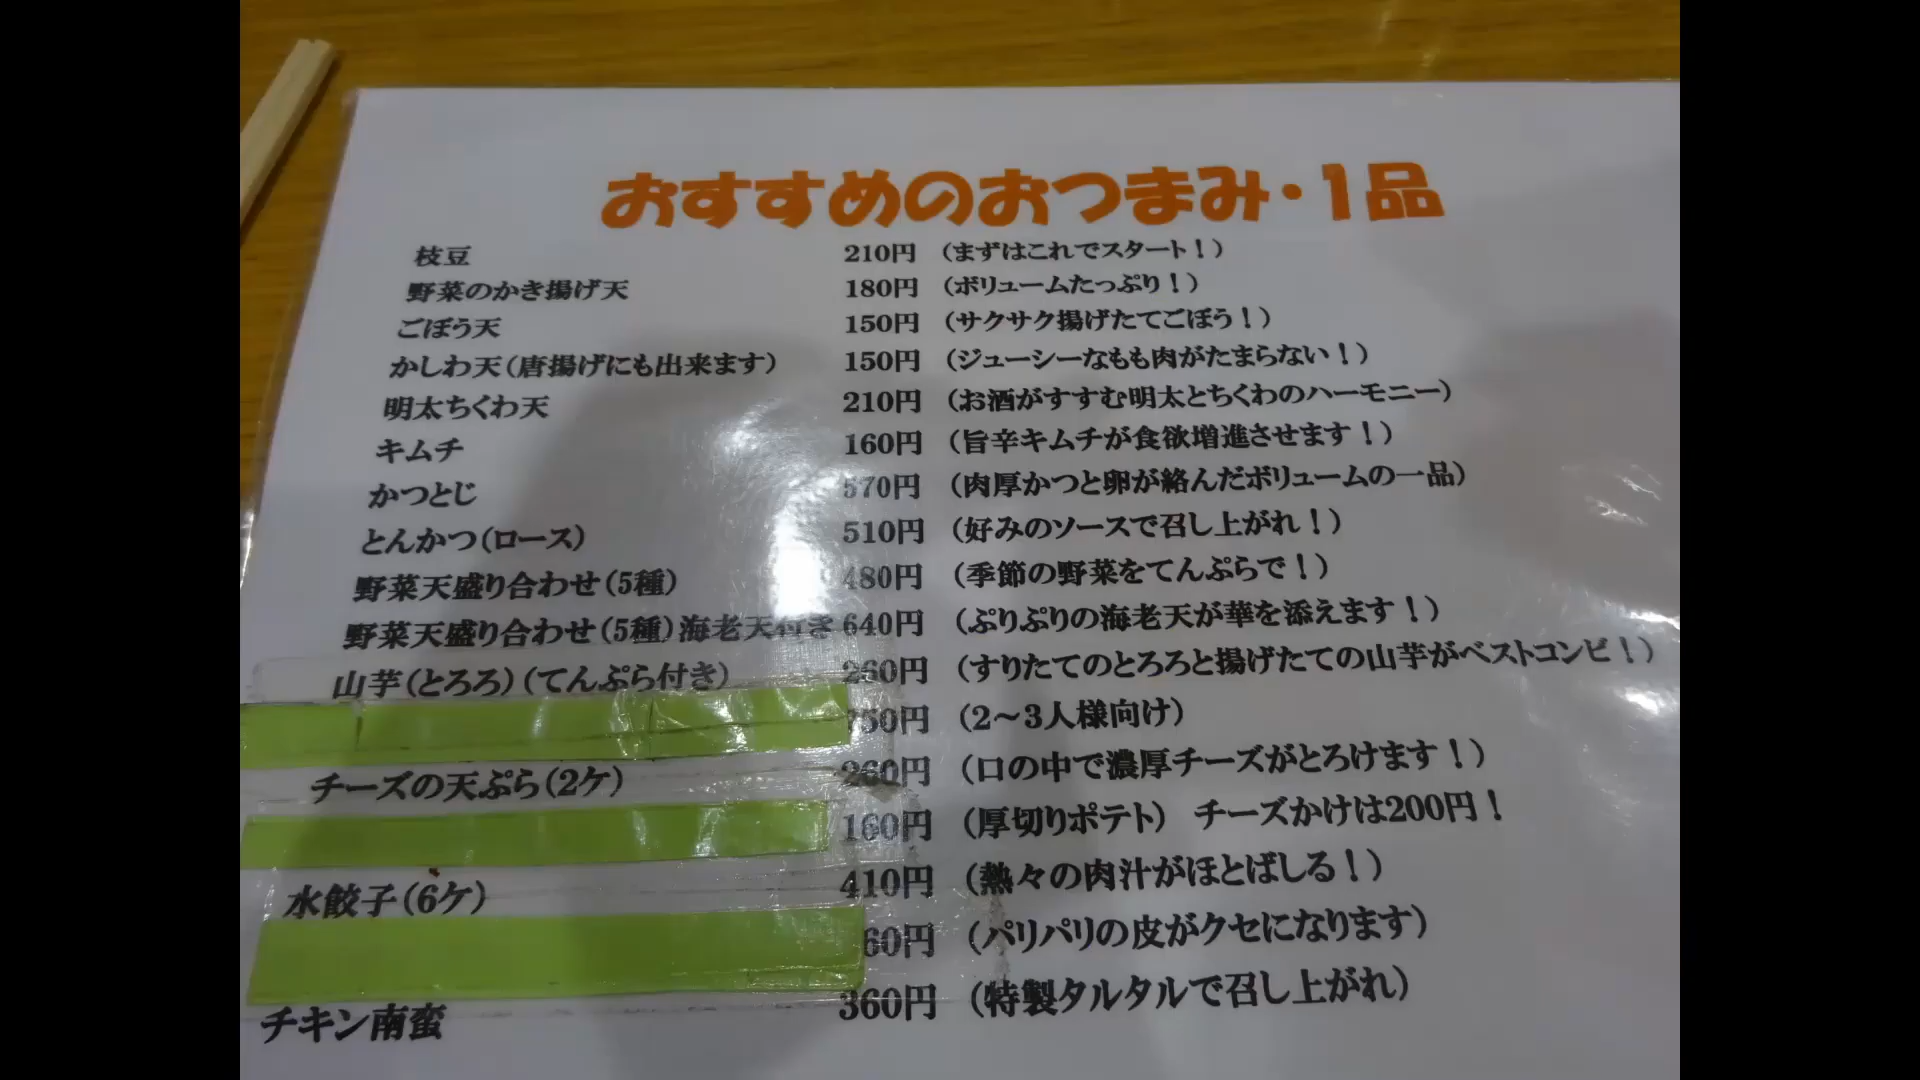 おすすめのおつまみ・1品
枝豆 210円 (まずはこれでスタート！)
野菜のかき揚げ天 180円 (ボリュームたっぷり！)
ごぼう天 150円 (サクサク揚げたてごぼう！)
かしわ天(唐揚げにも出来ます) 150円 (ジューシーなもも肉がたまらない！)
明太ちくわ天 210円 (お酒がすすむ明太とちくわのハーモニー)
キムチ 160円 (旨辛キムチが食欲増進させます！)
かつとじ 570円 (肉厚かつと卵が絡んだボリュームの一品)
とんかつ(ロース) 510円 (好みのソースで召し上がれ！)
野菜天盛り合わせ(5種) 480円 (季節の野菜をてんぷらで！)
野菜天盛り合わせ(5種)海老天付き 640円 (ぷりぷりの海老天が華を添えます！)
山芋(とろろ)(てんぷら付き) 260円 (すりたてのとろろと揚げたての山芋がベストコンビ！)
50円 (2～3人様向け)
チーズの天ぷら(2ケ) 260円 (口の中で濃厚チーズがとろけます！)
160円 (厚切りポテト) チーズかけは200円！
水餃子(6ケ) 410円 (熱々の肉汁がほとばしる！)
60円 (パリパリの皮がクセになります)
チキン南蛮 360円 (特製タルタルで召し上がれ)